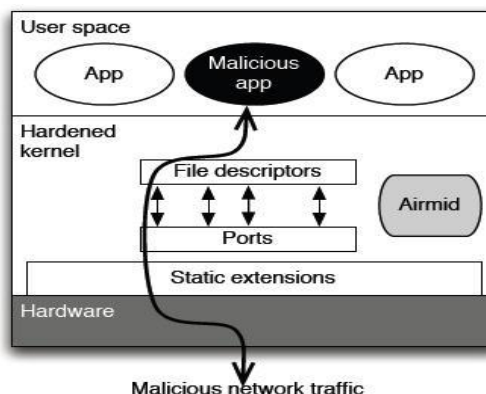 User space
App
Malicious
app
App
Hardened
kernel
File descriptors
Airmid
Ports
Static extensions
Hardware
Malicious network traffic